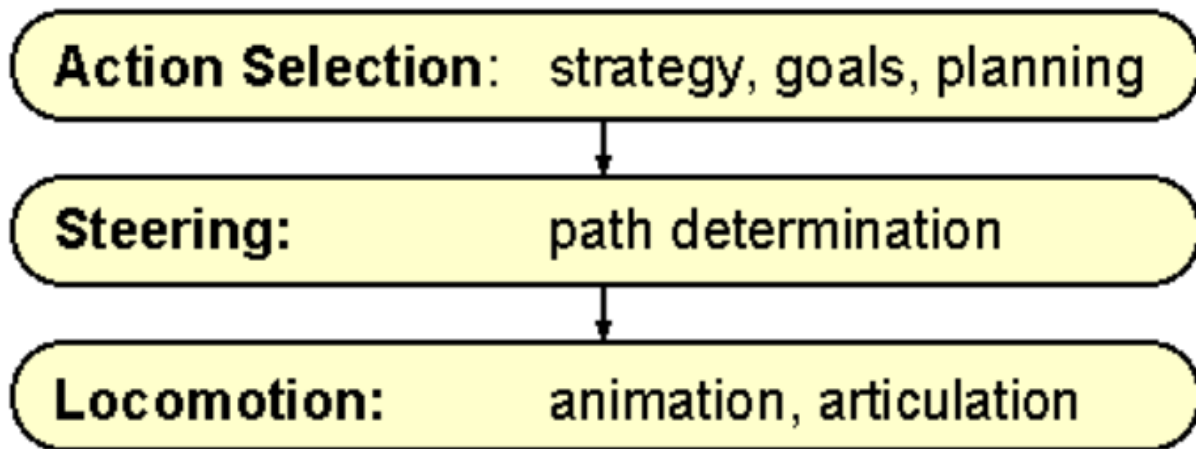 Action Selection: strategy, goals, planning
Steering: path determination
Locomotion: animation, articulation